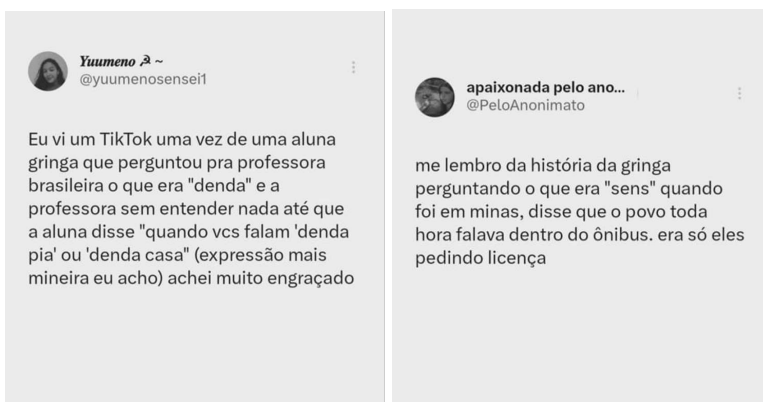 Yuumeno ☭ ~
@yuumenosensei1
Eu vi um TikTok uma vez de uma aluna
gringa que perguntou pra professora
brasileira o que era "denda" e a
professora sem entender nada até que
a aluna disse "quando vcs falam 'denda
pia' ou 'denda casa" (expressão mais
mineira eu acho) achei muito engraçado
apaixonada pelo ano...
@PeloAnonimato
me lembro da história da gringa
perguntando o que era "sens" quando
foi em minas, disse que o povo toda
hora falava dentro do ônibus. era só eles
pedindo licença